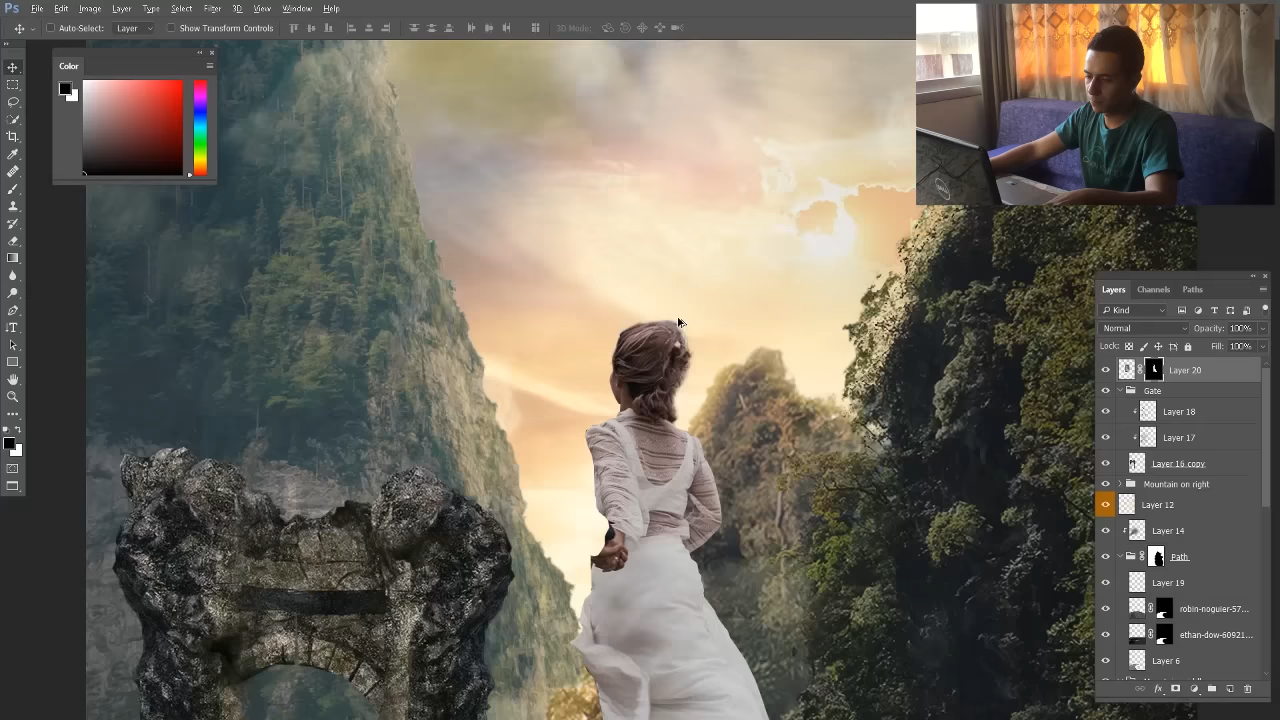 Ps File Edit Image Layer Type Select Filter 3D View Window Help
Auto-Select: Layer Show Transform Controls 3D Mode:
Color
DELL
Layers Channels Paths
Kind
Normal Opacity: 100%
Lock: Fill: 100%
Layer 20
Gate
Layer 18
Layer 17
Layer 16 copy
Mountain on right
Layer 12
Layer 14
Path
Layer 19
robin-noguier-57...
ethan-dow-60921...
Layer 6